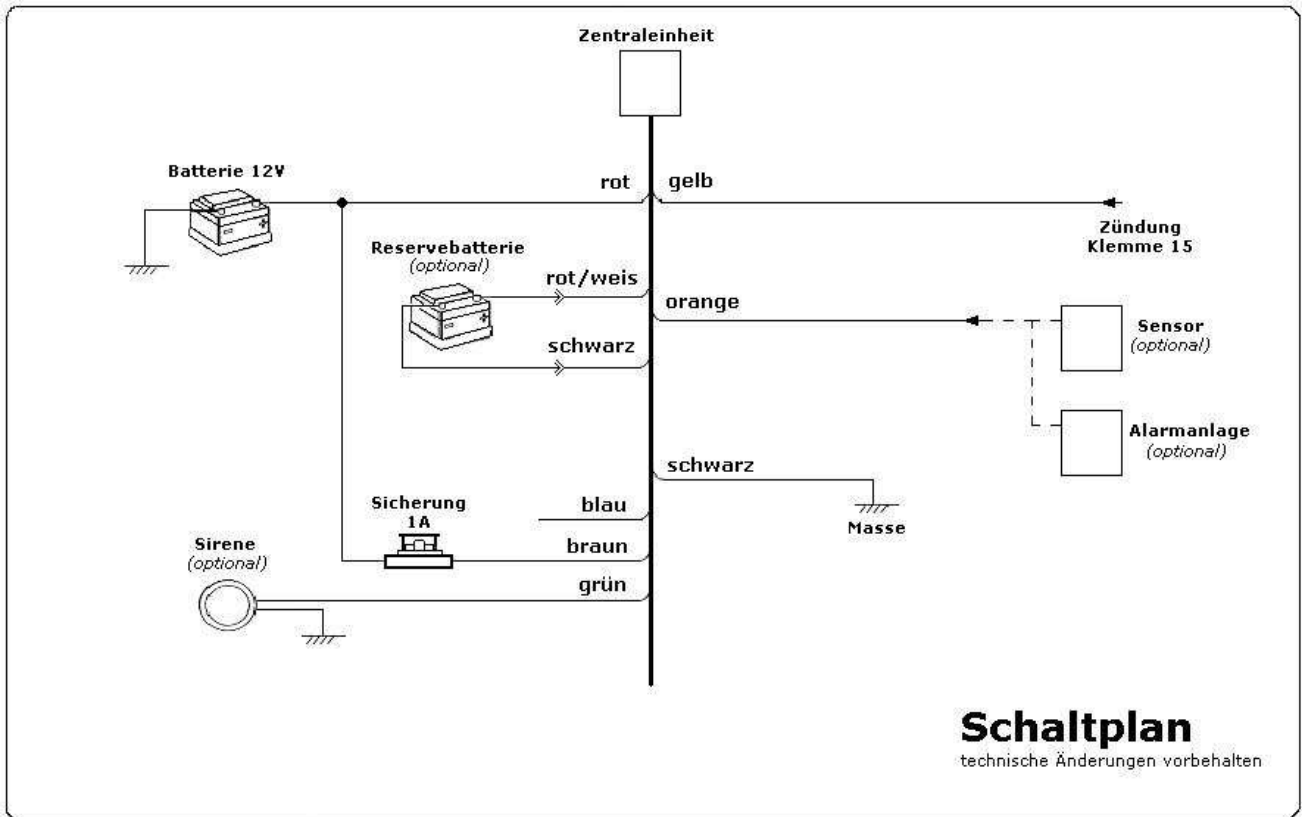 Zentraleinheit
Batterie 12V
rot
gelb
Zündung
Klemme 15
Reservebatterie
(optional)
rot/weis
orange
Sensor
(optional)
schwarz
Alarmanlage
(optional)
schwarz
Masse
Sicherung
1A
blau
braun
Sirene
(optional)
grün
Schaltplan
technische Änderungen vorbehalten